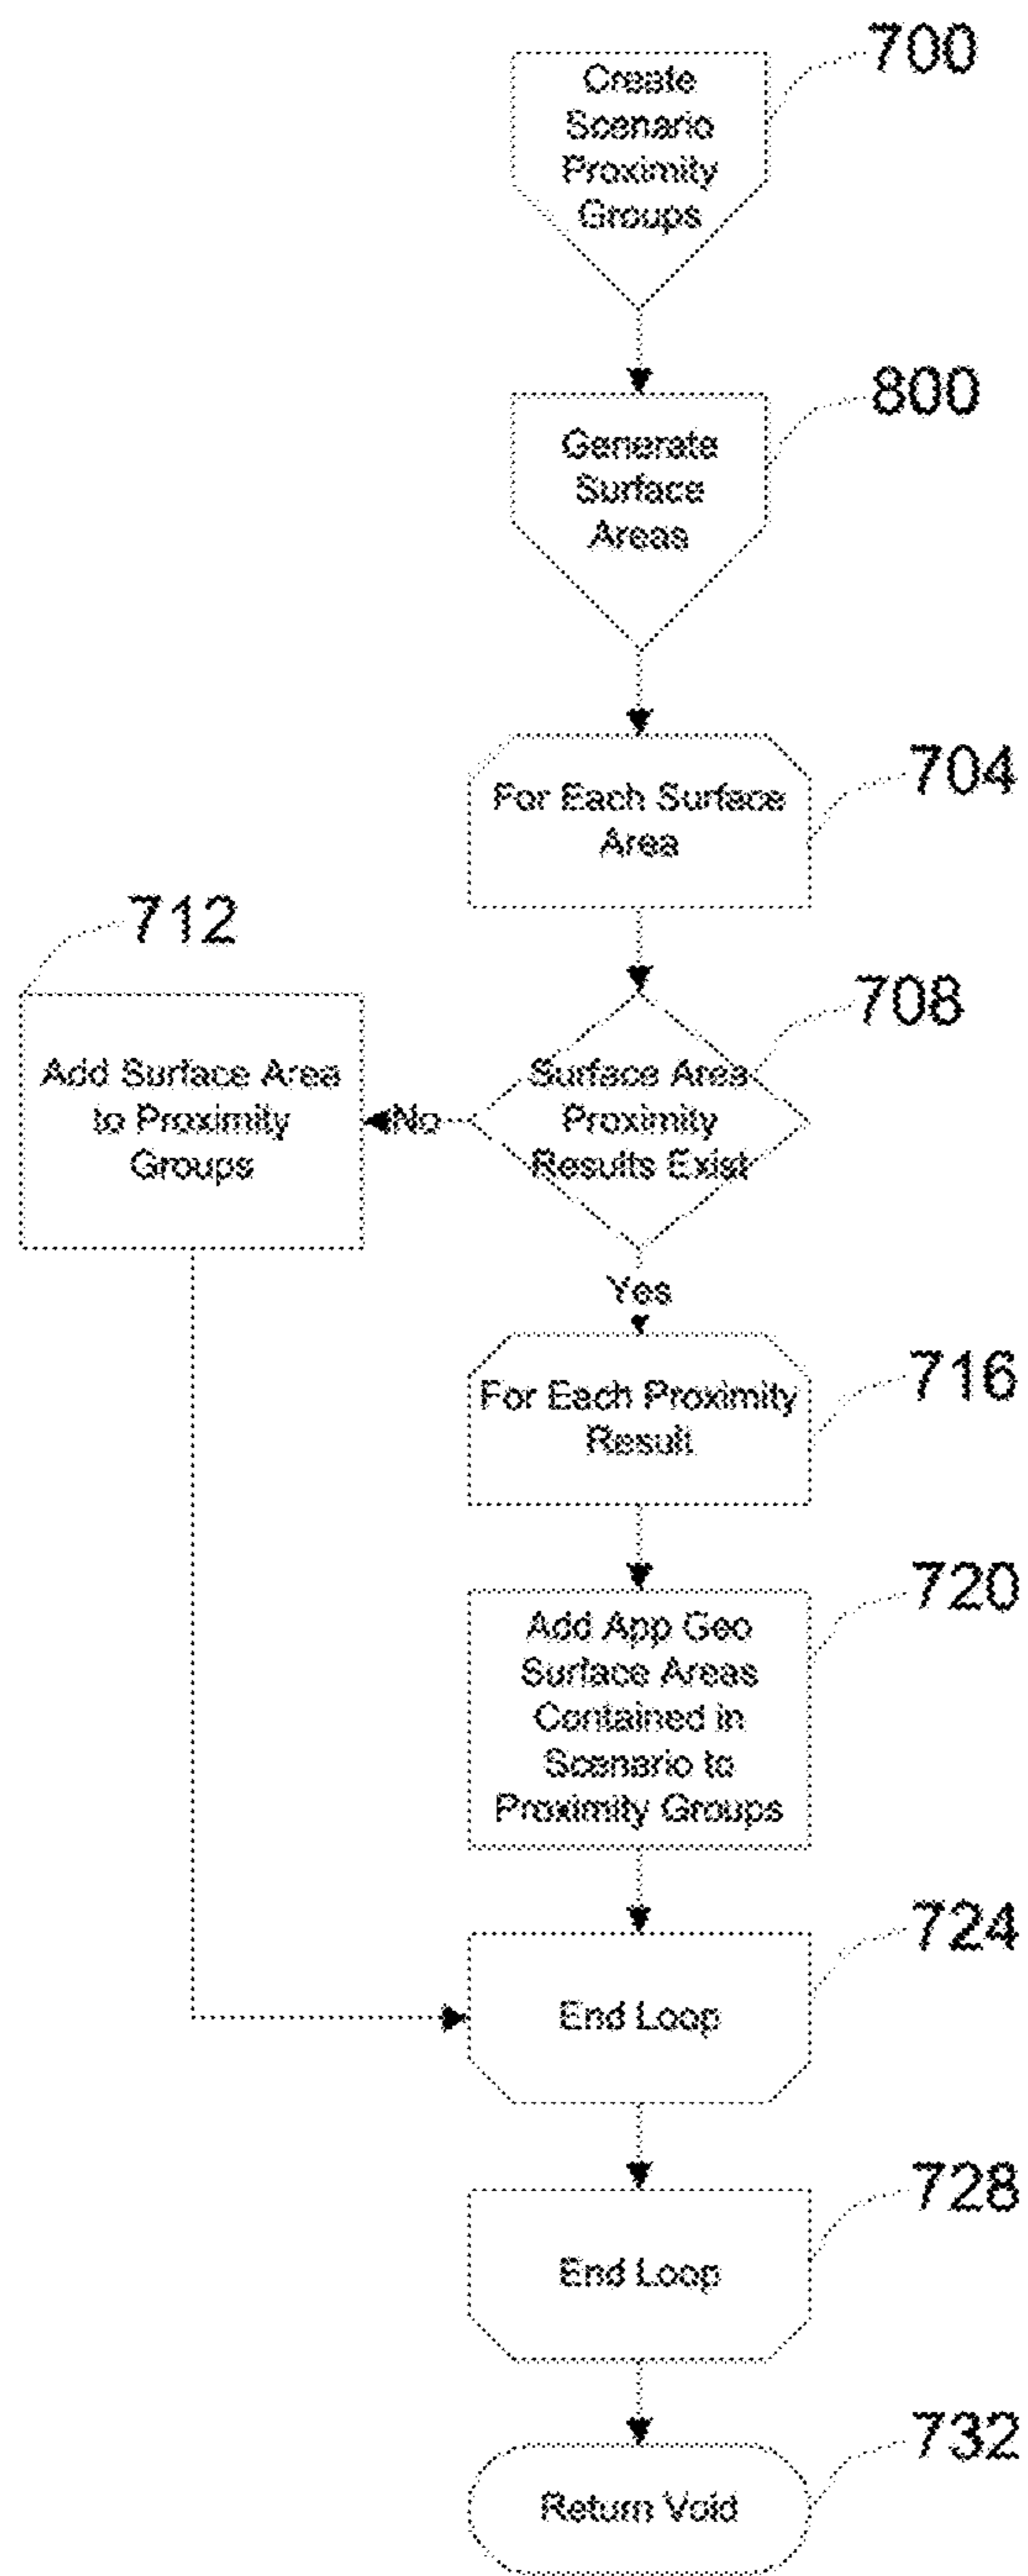 700
Create
Scenario
Proximity
Groups
800
Generate
Surface
Areas
704
For Each Surface
Area
712
Add Surface Area
to Proximity
Groups
708
Surface Area
Proximity
Results Exist
No
Yes
716
For Each Proximity
Result
720
Add App Geo
Surface Areas
Contained in
Scenario to
Proximity Groups
724
End Loop
728
End Loop
732
Return Void